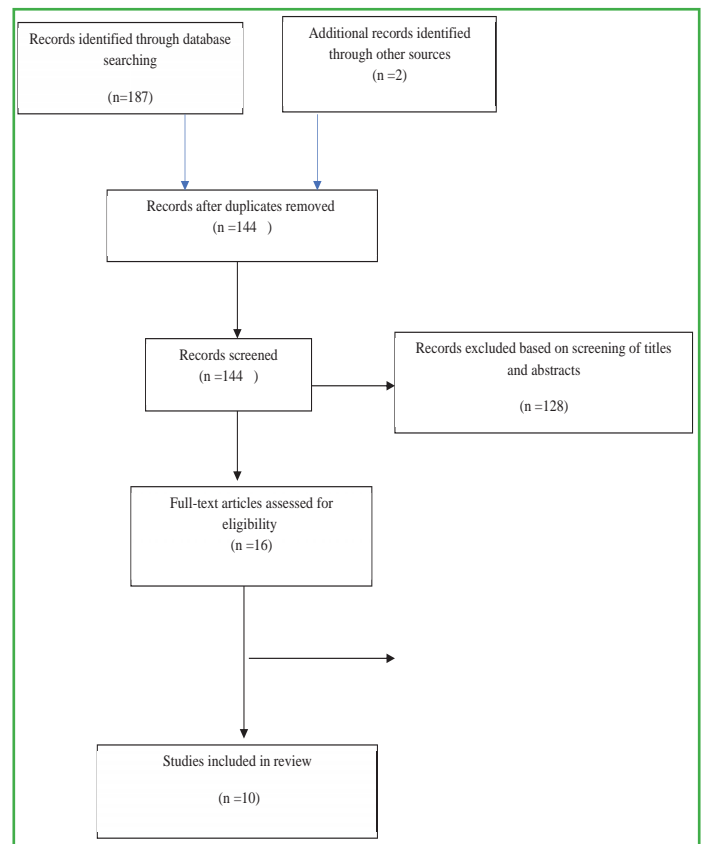 Records identified through database
searching
(n=187)
Additional records identified
through other sources
(n =2)
Records after duplicates removed
(n =144 )
Records screened
(n =144 )
Records excluded based on screening of titles
and abstracts
(n =128)
Full-text articles assessed for
eligibility
(n =16)
Studies included in review
(n =10)